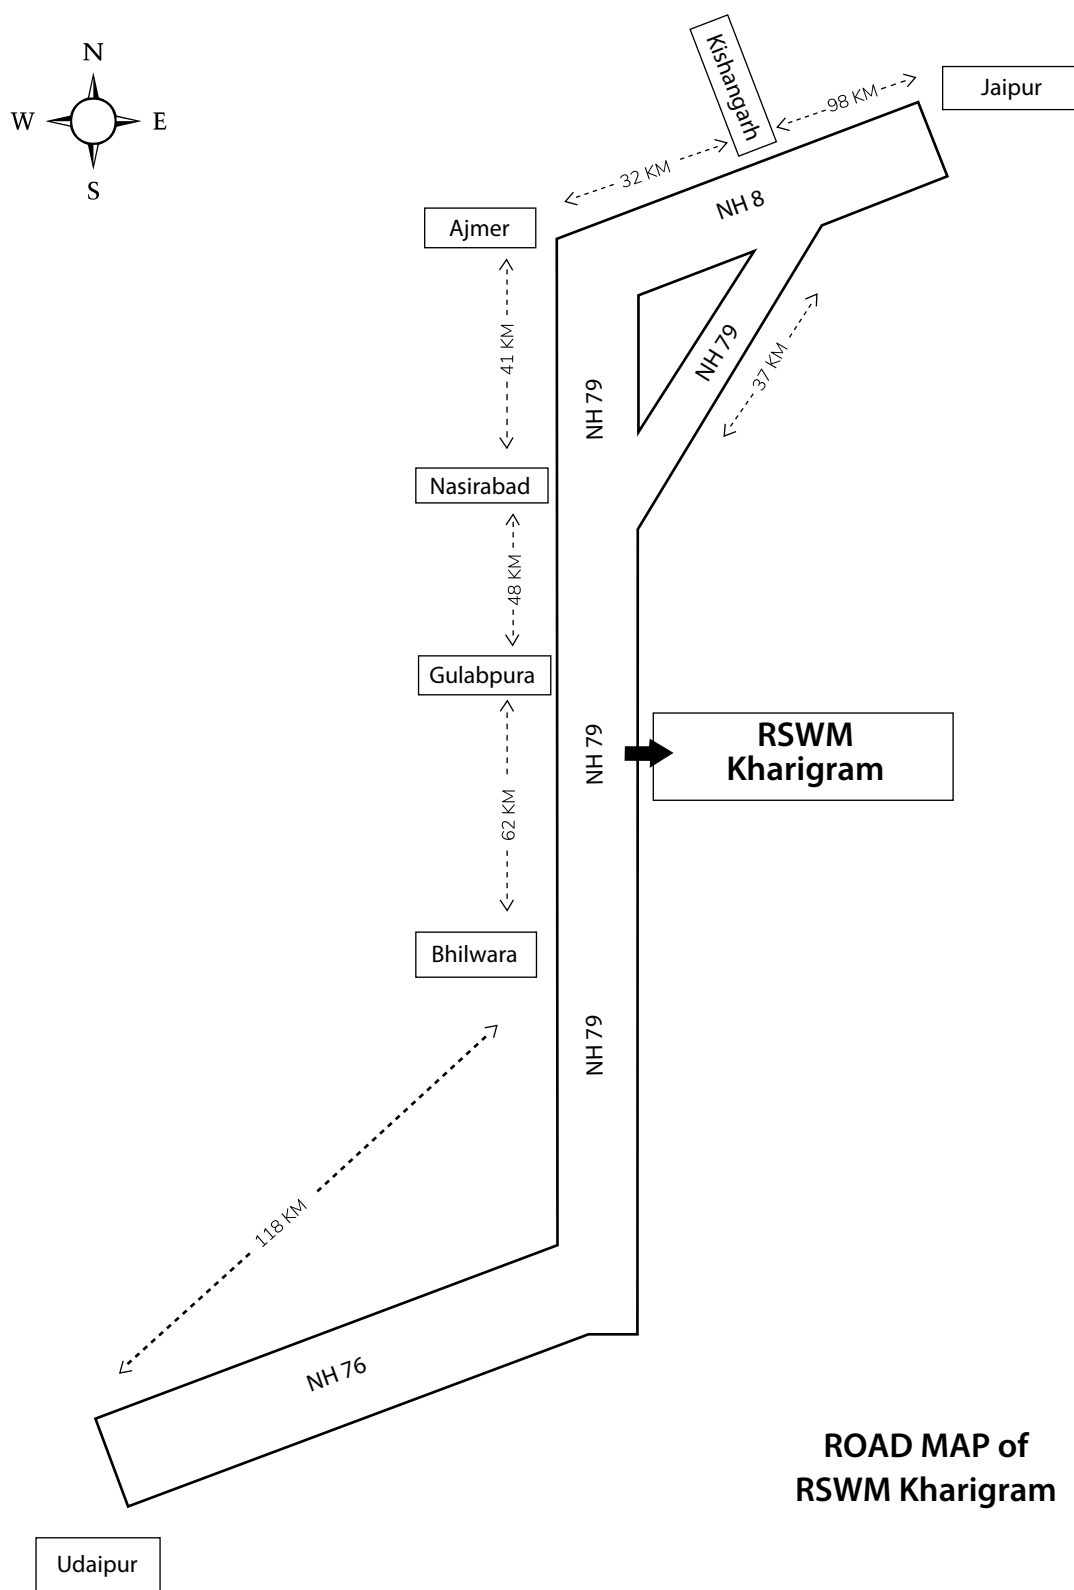 N
W
E
S
Kishangarh
98 KM
Jaipur
32 KM
NH 8
Ajmer
41 KM
NH 79
37 KM
NH 79
Nasirabad
48 KM
Gulabpura
NH 79
RSWM
Kharigram
62 KM
Bhilwara
NH 79
118 KM
NH 76
ROAD MAP of
RSWM Kharigram
Udaipur